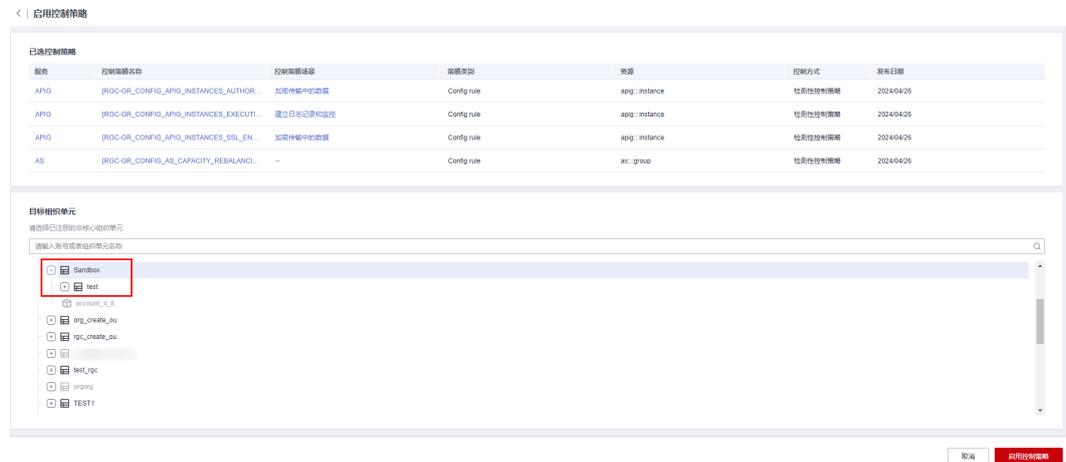 启用控制策略
已选控制策略
服务 控制策略名称 控制策略场景 策略类别 资源 控制方式 发布日期
APIG [RGC-GR_CONFIG_APIG_INSTANCES_AUTHOR... 加密传输中的数据 Config rule apig:::instance 检测性控制策略 2024/04/26
APIG [RGC-GR_CONFIG_APIG_INSTANCES_EXECUTI... 建立日志记录和监控 Config rule apig:::instance 检测性控制策略 2024/04/26
APIG [RGC-GR_CONFIG_APIG_INSTANCES_SSL_EN... 加密传输中的数据 Config rule apig:::instance 检测性控制策略 2024/04/26
AS [RGC-GR_CONFIG_AS_CAPACITY_REBALANCI... -- Config rule as:::group 检测性控制策略 2024/04/26
目标组织单元
请选择已注册的非核心组织单元
请输入账号或者组织单元名称
Sandbox
test
account_4_8
org_create_ou
rgc_create_ou
test_rgc
orgorg
TEST1
取消 启用控制策略